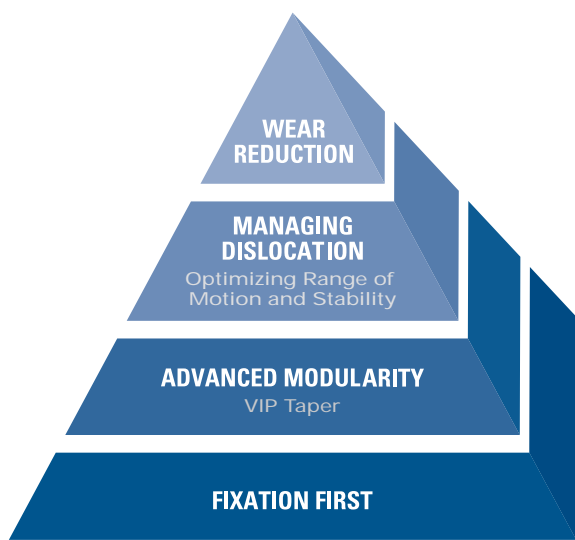 WEAR
REDUCTION
MANAGING
DISLOCATION
Optimizing Range of
Motion and Stability
ADVANCED MODULARITY
VIP Taper
FIXATION FIRST